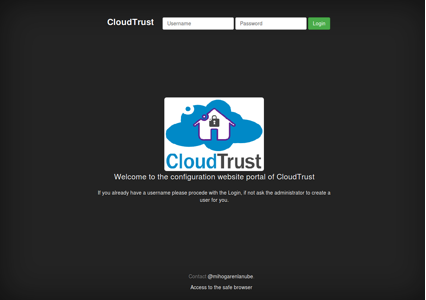 CloudTrust Username Password Login
CloudTrust
Welcome to the configuration website portal of CloudTrust
If you already have a username please procede with the Login, if not ask the administrator to create a
user for you.
Contact @mihogarenlanube
Access to the safe browser